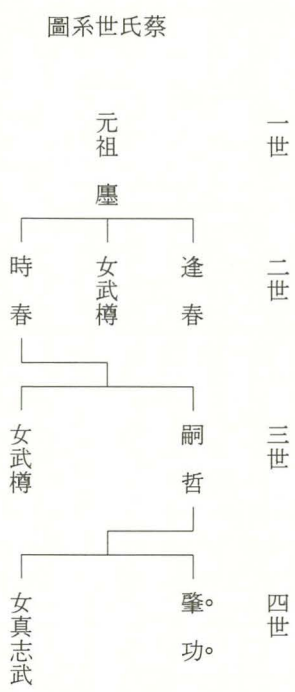 蔡氏世系圖
一世
元祖 廛
二世
逢春
女武樽
時春
三世
嗣哲
女武樽
四世
肇。功。
女真志武